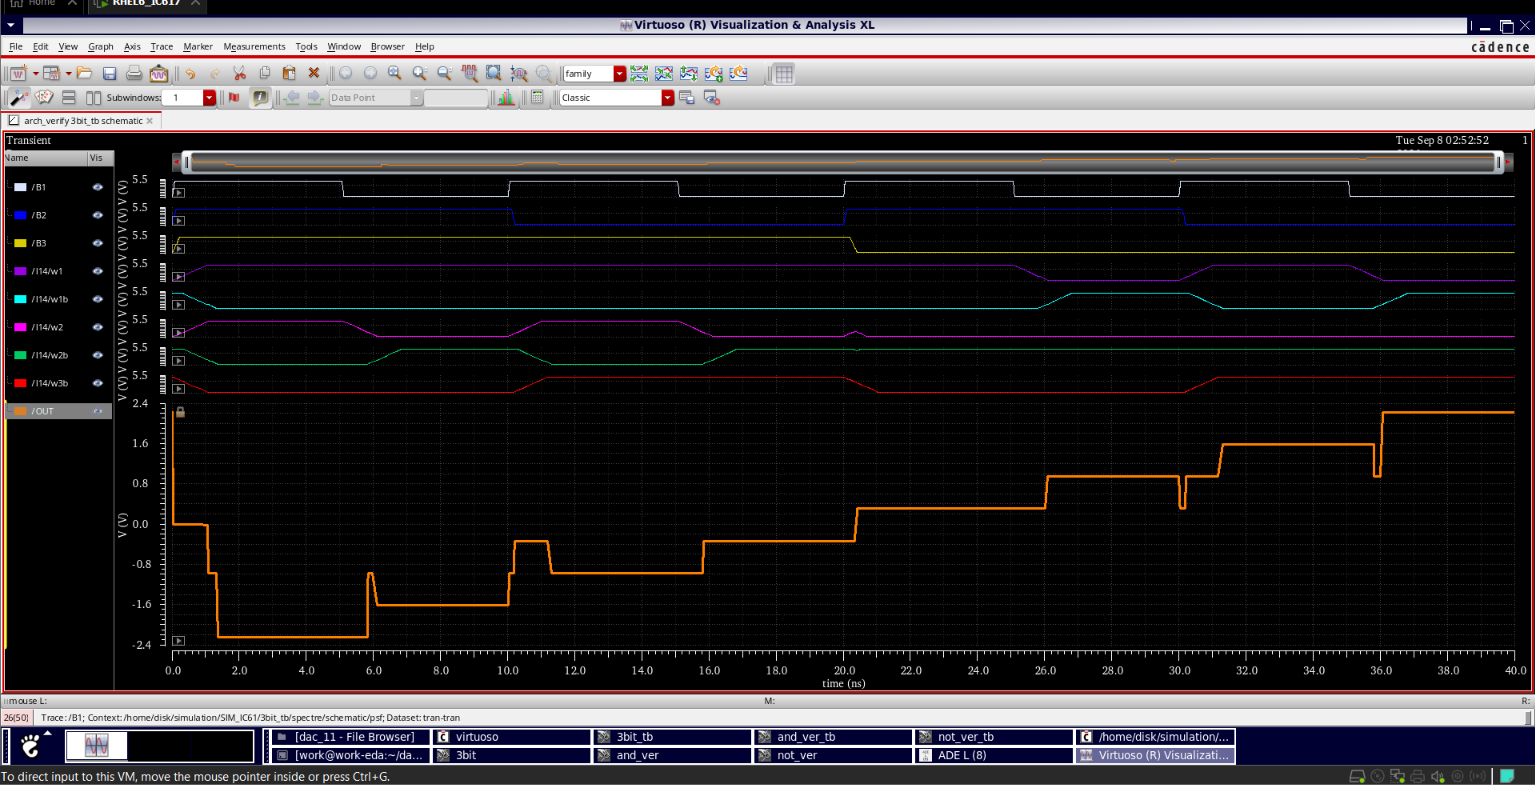 Home RHEL6_IC617
Virtuoso (R) Visualization & Analysis XL
File Edit View Graph Axis Trace Marker Measurements Tools Window Browser Help
cādence
family
Subwindows: 1 Data Point Classic
arch_verify 3bit_tb schematic
Transient Tue Sep 8 02:52:52 1
Name Vis
/B1 V (V) 5.5
/B2 V (V) 5.5
/B3 V (V) 5.5
/I14/w1 V (V) 5.5
/I14/w1b V (V) 5.5
/I14/w2 V (V) 5.5
/I14/w2b V (V) 5.5
/I14/w3b V (V) 5.5
/OUT 2.4
1.6
0.8
V (V) 0.0
-0.8
-1.6
-2.4
0.0 2.0 4.0 6.0 8.0 10.0 12.0 14.0 16.0 18.0 20.0 22.0 24.0 26.0 28.0 30.0 32.0 34.0 36.0 38.0 40.0
time (ns)
mouse L: M: R:
26(50) Trace: /B1; Context: /home/disk/simulation/SIM_IC61/3bit_tb/spectre/schematic/psf; Dataset: tran-tran
[dac_11 - File Browser] virtuoso 3bit_tb and_ver_tb not_ver_tb /home/disk/simulation/...
[work@work-eda:~/da... 3bit and_ver not_ver ADE L (8) Virtuoso (R) Visualizati...
To direct input to this VM, move the mouse pointer inside or press Ctrl+G.